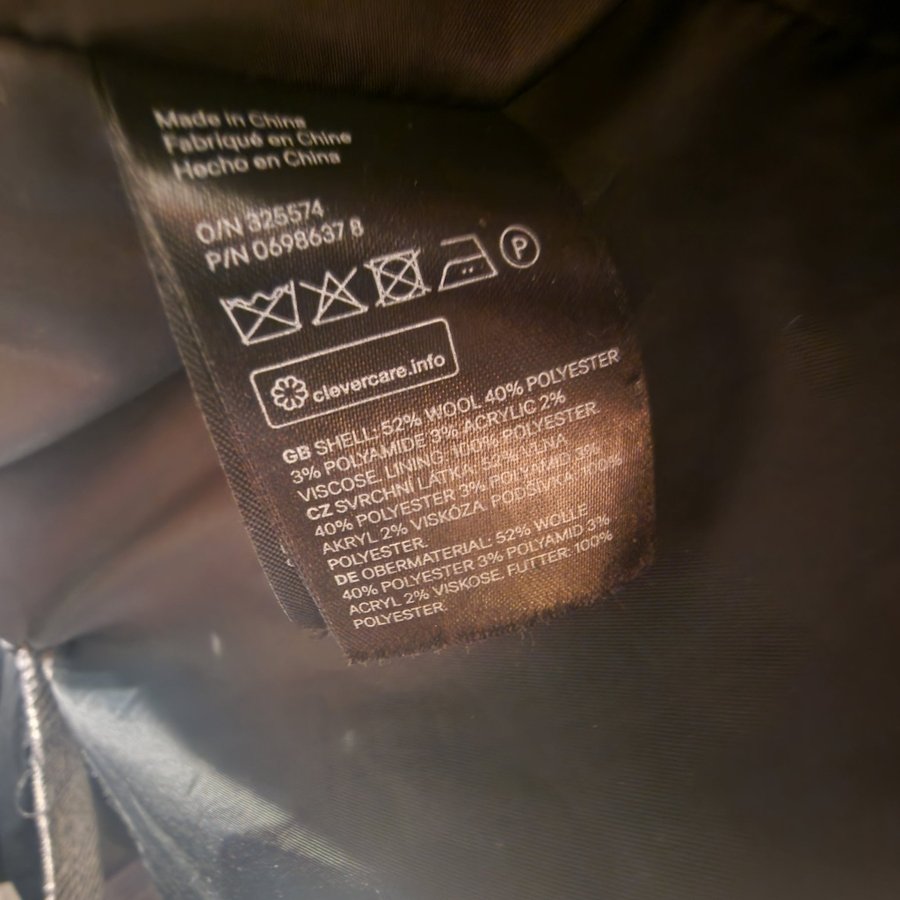 Made in China
Fabriqué en Chine
Hecho en China
O/N 325574
P/N 0698637 8
P
clevercare.info
GB SHELL: 52% WOOL 40% POLYESTER
3% POLYAMIDE 3% ACRYLIC 2%
VISCOSE. LINING: 100% POLYESTER.
CZ SVRCHNÍ LÁTKA: 52% VLNA
40% POLYESTER 3% POLYAMID 3%
AKRYL 2% VISKÓZA. PODŠÍVKA: 100%
POLYESTER.
DE OBERMATERIAL: 52% WOLLE
40% POLYESTER 3% POLYAMID 3%
ACRYL 2% VISKOSE. FUTTER: 100%
POLYESTER.